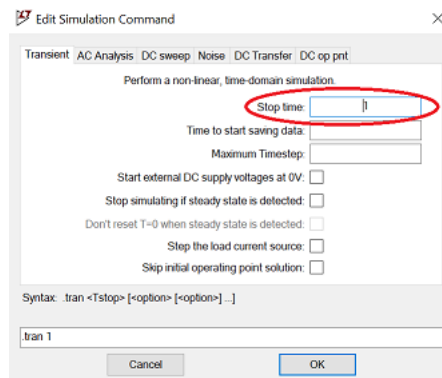 Edit Simulation Command
Transient AC Analysis DC sweep Noise DC Transfer DC op pnt
Perform a non-linear, time-domain simulation.
Stop time: 1
Time to start saving data:
Maximum Timestep:
Start external DC supply voltages at 0V:
Stop simulating if steady state is detected:
Don't reset T=0 when steady state is detected:
Step the load current source:
Skip initial operating point solution:
Syntax: .tran <Tstop> [<option> [<option>] ...]
.tran 1
Cancel OK